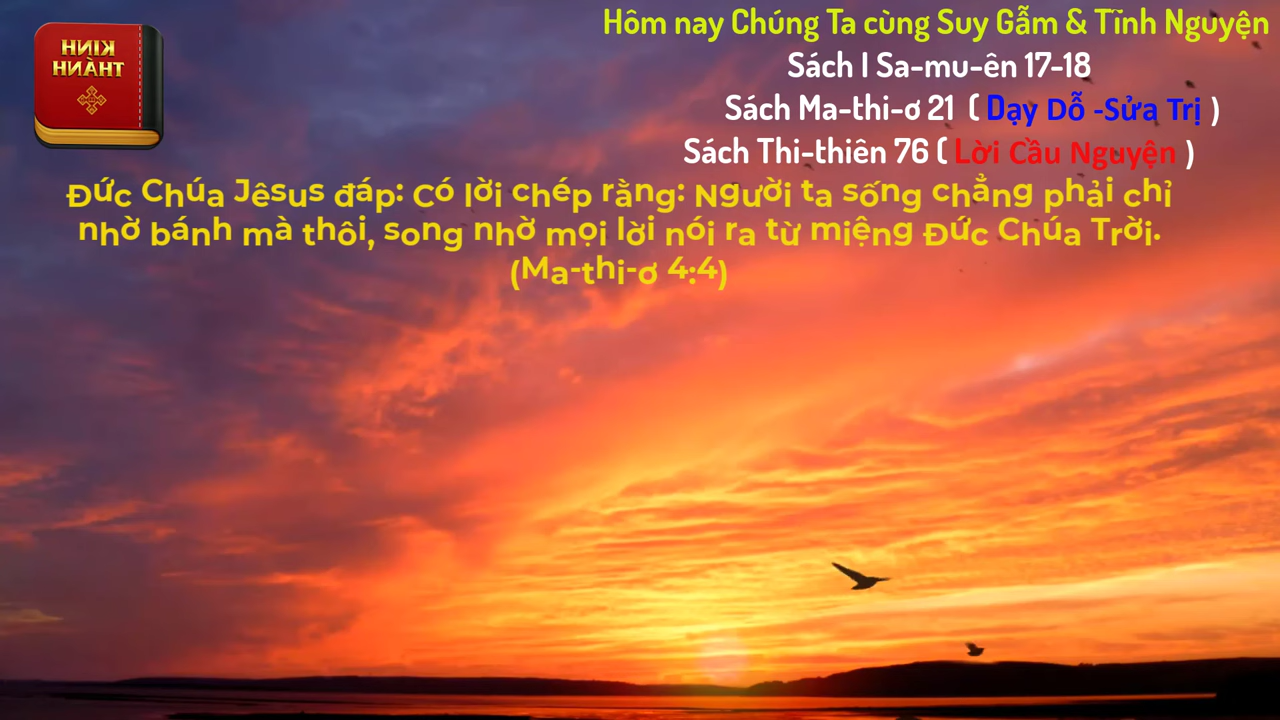 KINH
THÀNH
Hôm nay Chúng Ta cùng Suy Gẫm & Tĩnh Nguyện
Sách I Sa-mu-ên 17-18
Sách Ma-thi-ơ 21 ( Dạy Dỗ -Sửa Trị )
Sách Thi-thiên 76 ( Lời Cầu Nguyện )
Đức Chúa Jêsus đáp: Có lời chép rằng: Người ta sống chẳng phải chỉ
nhờ bánh mà thôi, song nhờ mọi lời nói ra từ miệng Đức Chúa Trời.
(Ma-thi-ơ 4:4)